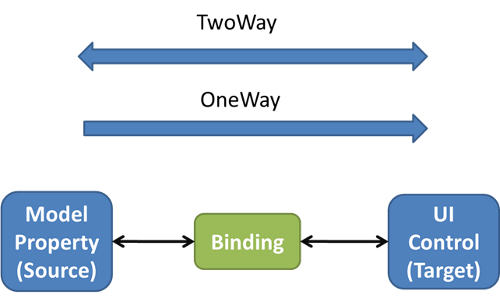 TwoWay
OneWay
Model
Property
(Source)
Binding
UI
Control
(Target)